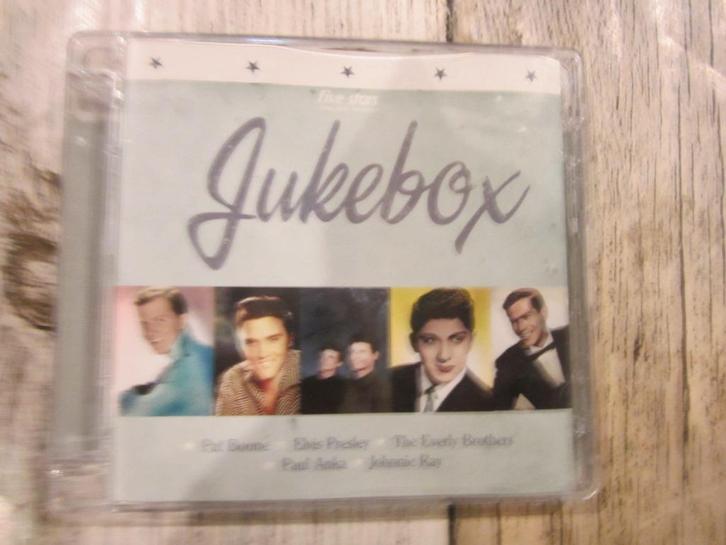 five stars
Jukebox
Pat Boone Elvis Presley The Everly Brothers
Paul Anka Johnnie Ray